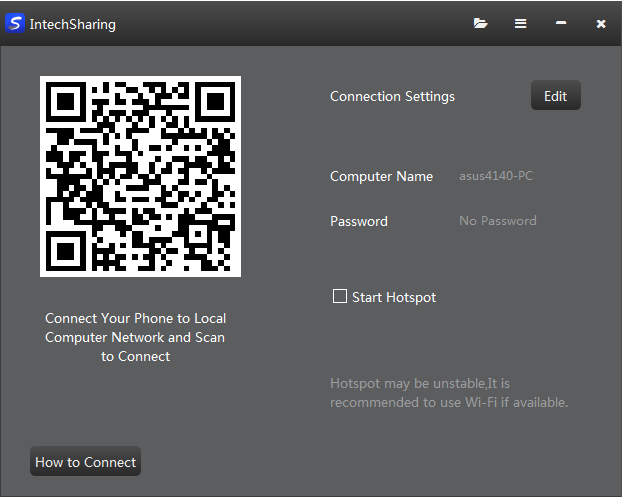 IntechSharing
Connection Settings
Edit
Computer Name
asus4140-PC
Password
No Password
Start Hotspot
Connect Your Phone to Local
Computer Network and Scan
to Connect
Hotspot may be unstable,It is
recommended to use Wi-Fi if available.
How to Connect